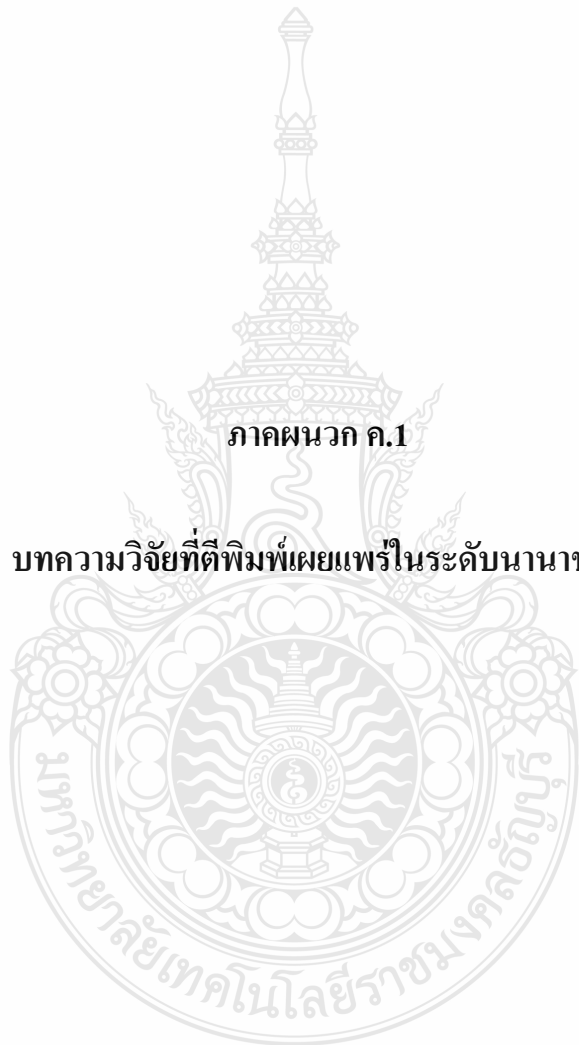 ภาคผนวก ค.1
บทความวิจัยที่ตีพิมพ์เผยแพร่ในระดับนานาช
มหาวิทยาลัยเทคโนโลยีราชมงคลธัญบุรี